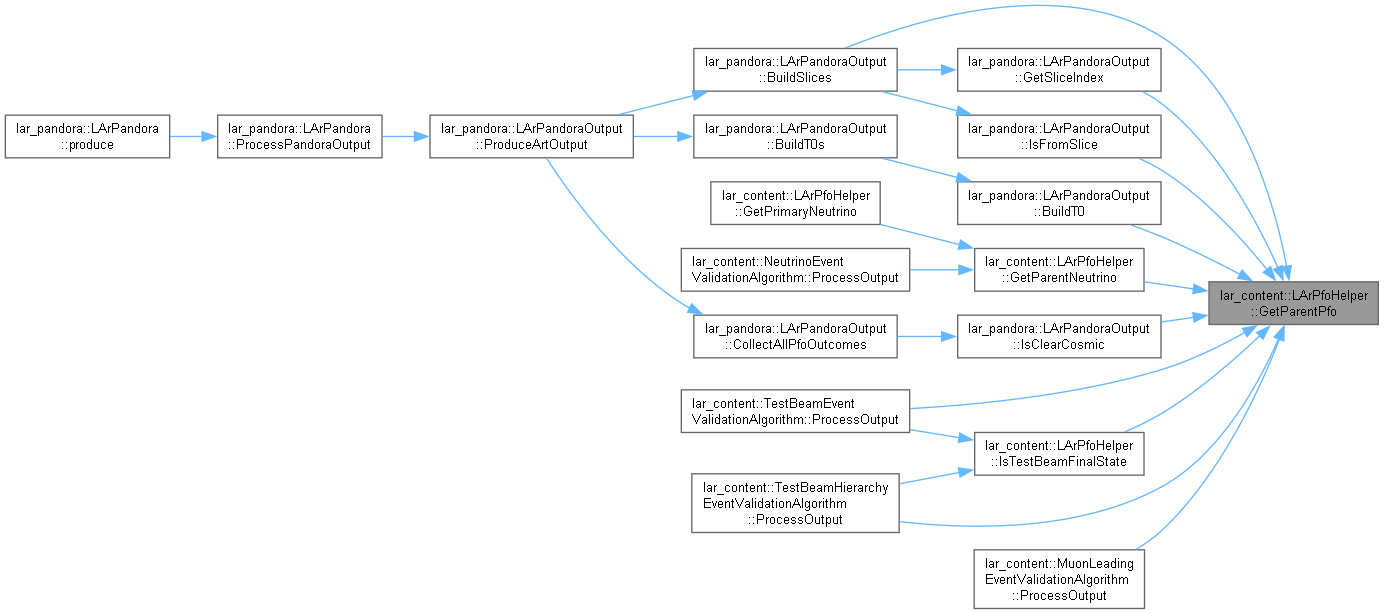 lar_pandora::LArPandora
::produce
lar_pandora::LArPandora
::ProcessPandoraOutput
lar_pandora::LArPandoraOutput
::ProduceArtOutput
lar_pandora::LArPandoraOutput
::BuildSlices
lar_pandora::LArPandoraOutput
::BuildT0s
lar_content::LArPfoHelper
::GetPrimaryNeutrino
lar_content::NeutrinoEvent
ValidationAlgorithm::ProcessOutput
lar_pandora::LArPandoraOutput
::CollectAllPfoOutcomes
lar_content::TestBeamEvent
ValidationAlgorithm::ProcessOutput
lar_content::TestBeamHierarchy
EventValidationAlgorithm
::ProcessOutput
lar_pandora::LArPandoraOutput
::GetSliceIndex
lar_pandora::LArPandoraOutput
::IsFromSlice
lar_pandora::LArPandoraOutput
::BuildT0
lar_content::LArPfoHelper
::GetParentNeutrino
lar_pandora::LArPandoraOutput
::IsClearCosmic
lar_content::LArPfoHelper
::IsTestBeamFinalState
lar_content::MuonLeading
EventValidationAlgorithm
::ProcessOutput
lar_content::LArPfoHelper
::GetParentPfo